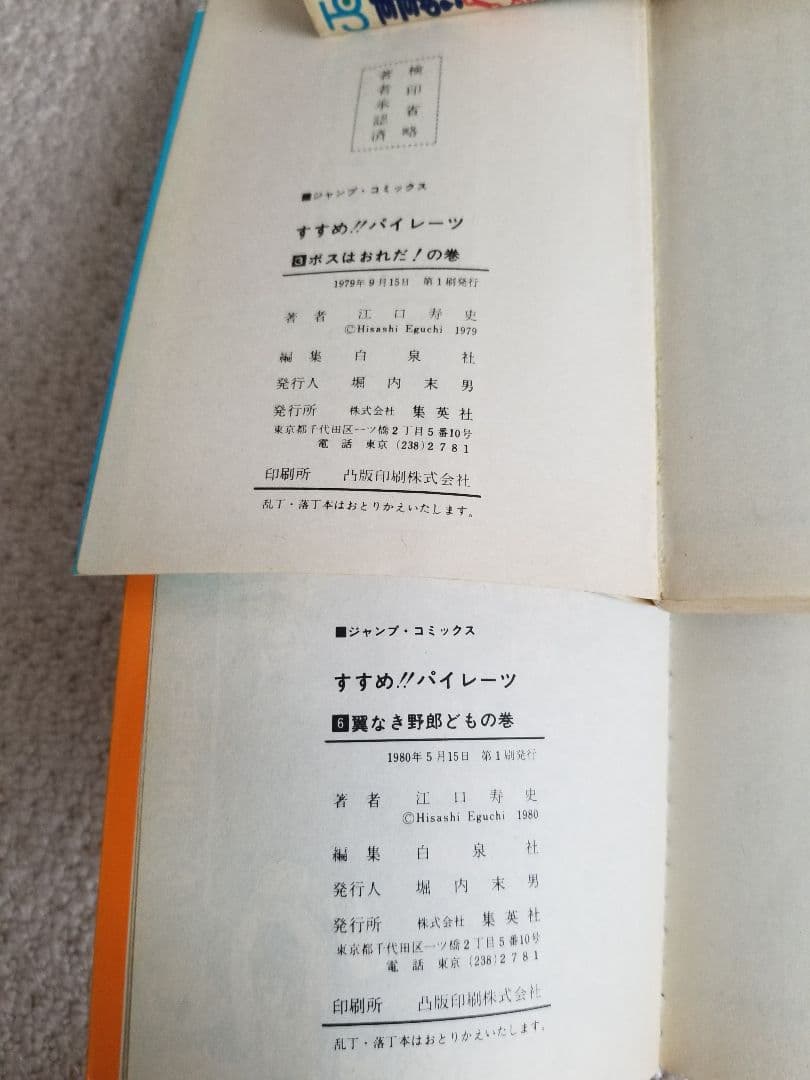 検印省略
著者承認済
■ジャンプ・コミックス
すすめ!!パイレーツ
3ボスはおれだ!の巻
1979年9月15日 第1刷発行
著者 江口寿史
©Hisashi Eguchi 1979
編集 白泉社
発行人 堀内末男
発行所 株式会社 集英社
東京都千代田区一ツ橋2丁目5番10号
電話 東京(238)2781
印刷所 凸版印刷株式会社
乱丁・落丁本はおとりかえいたします。
■ジャンプ・コミックス
すすめ!!パイレーツ
6翼なき野郎どもの巻
1980年5月15日 第1刷発行
著者 江口寿史
©Hisashi Eguchi 1980
編集 白泉社
発行人 堀内末男
発行所 株式会社 集英社
東京都千代田区一ツ橋2丁目5番10号
電話 東京(238)2781
印刷所 凸版印刷株式会社
乱丁・落丁本はおとりかえいたします。